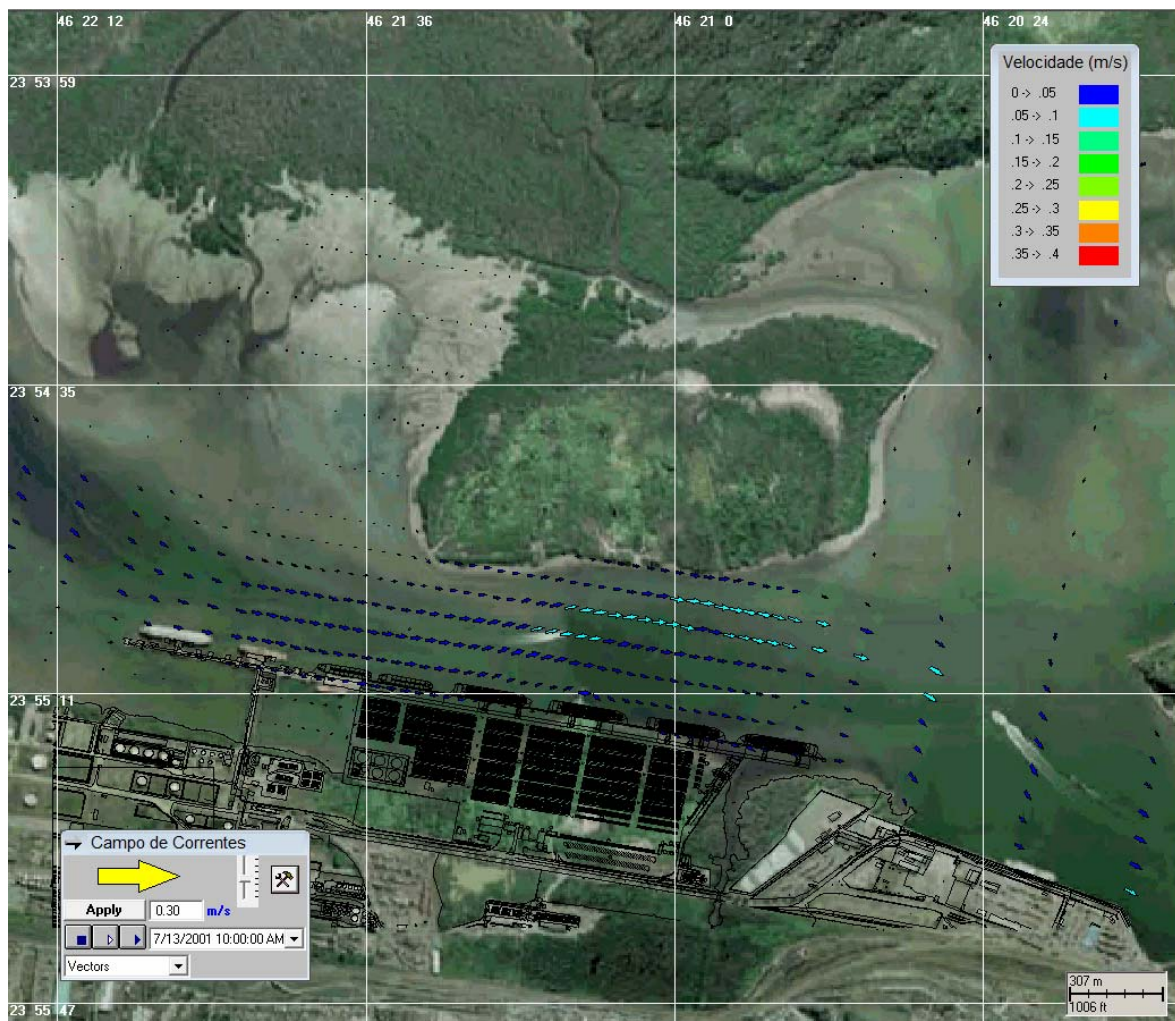 46 22 12
46 21 36
46 21 0
46 20 24
23 53 59
Velocidade (m/s)
0 -> .05
.05 -> .1
.1 -> .15
.15 -> .2
.2 -> .25
.25 -> .3
.3 -> .35
.35 -> .4
23 54 35
23 55 11
Campo de Correntes
Apply 0.30 m/s
7/13/2001 10:00:00 AM
Vectors
307 m
1006 ft
23 55 47